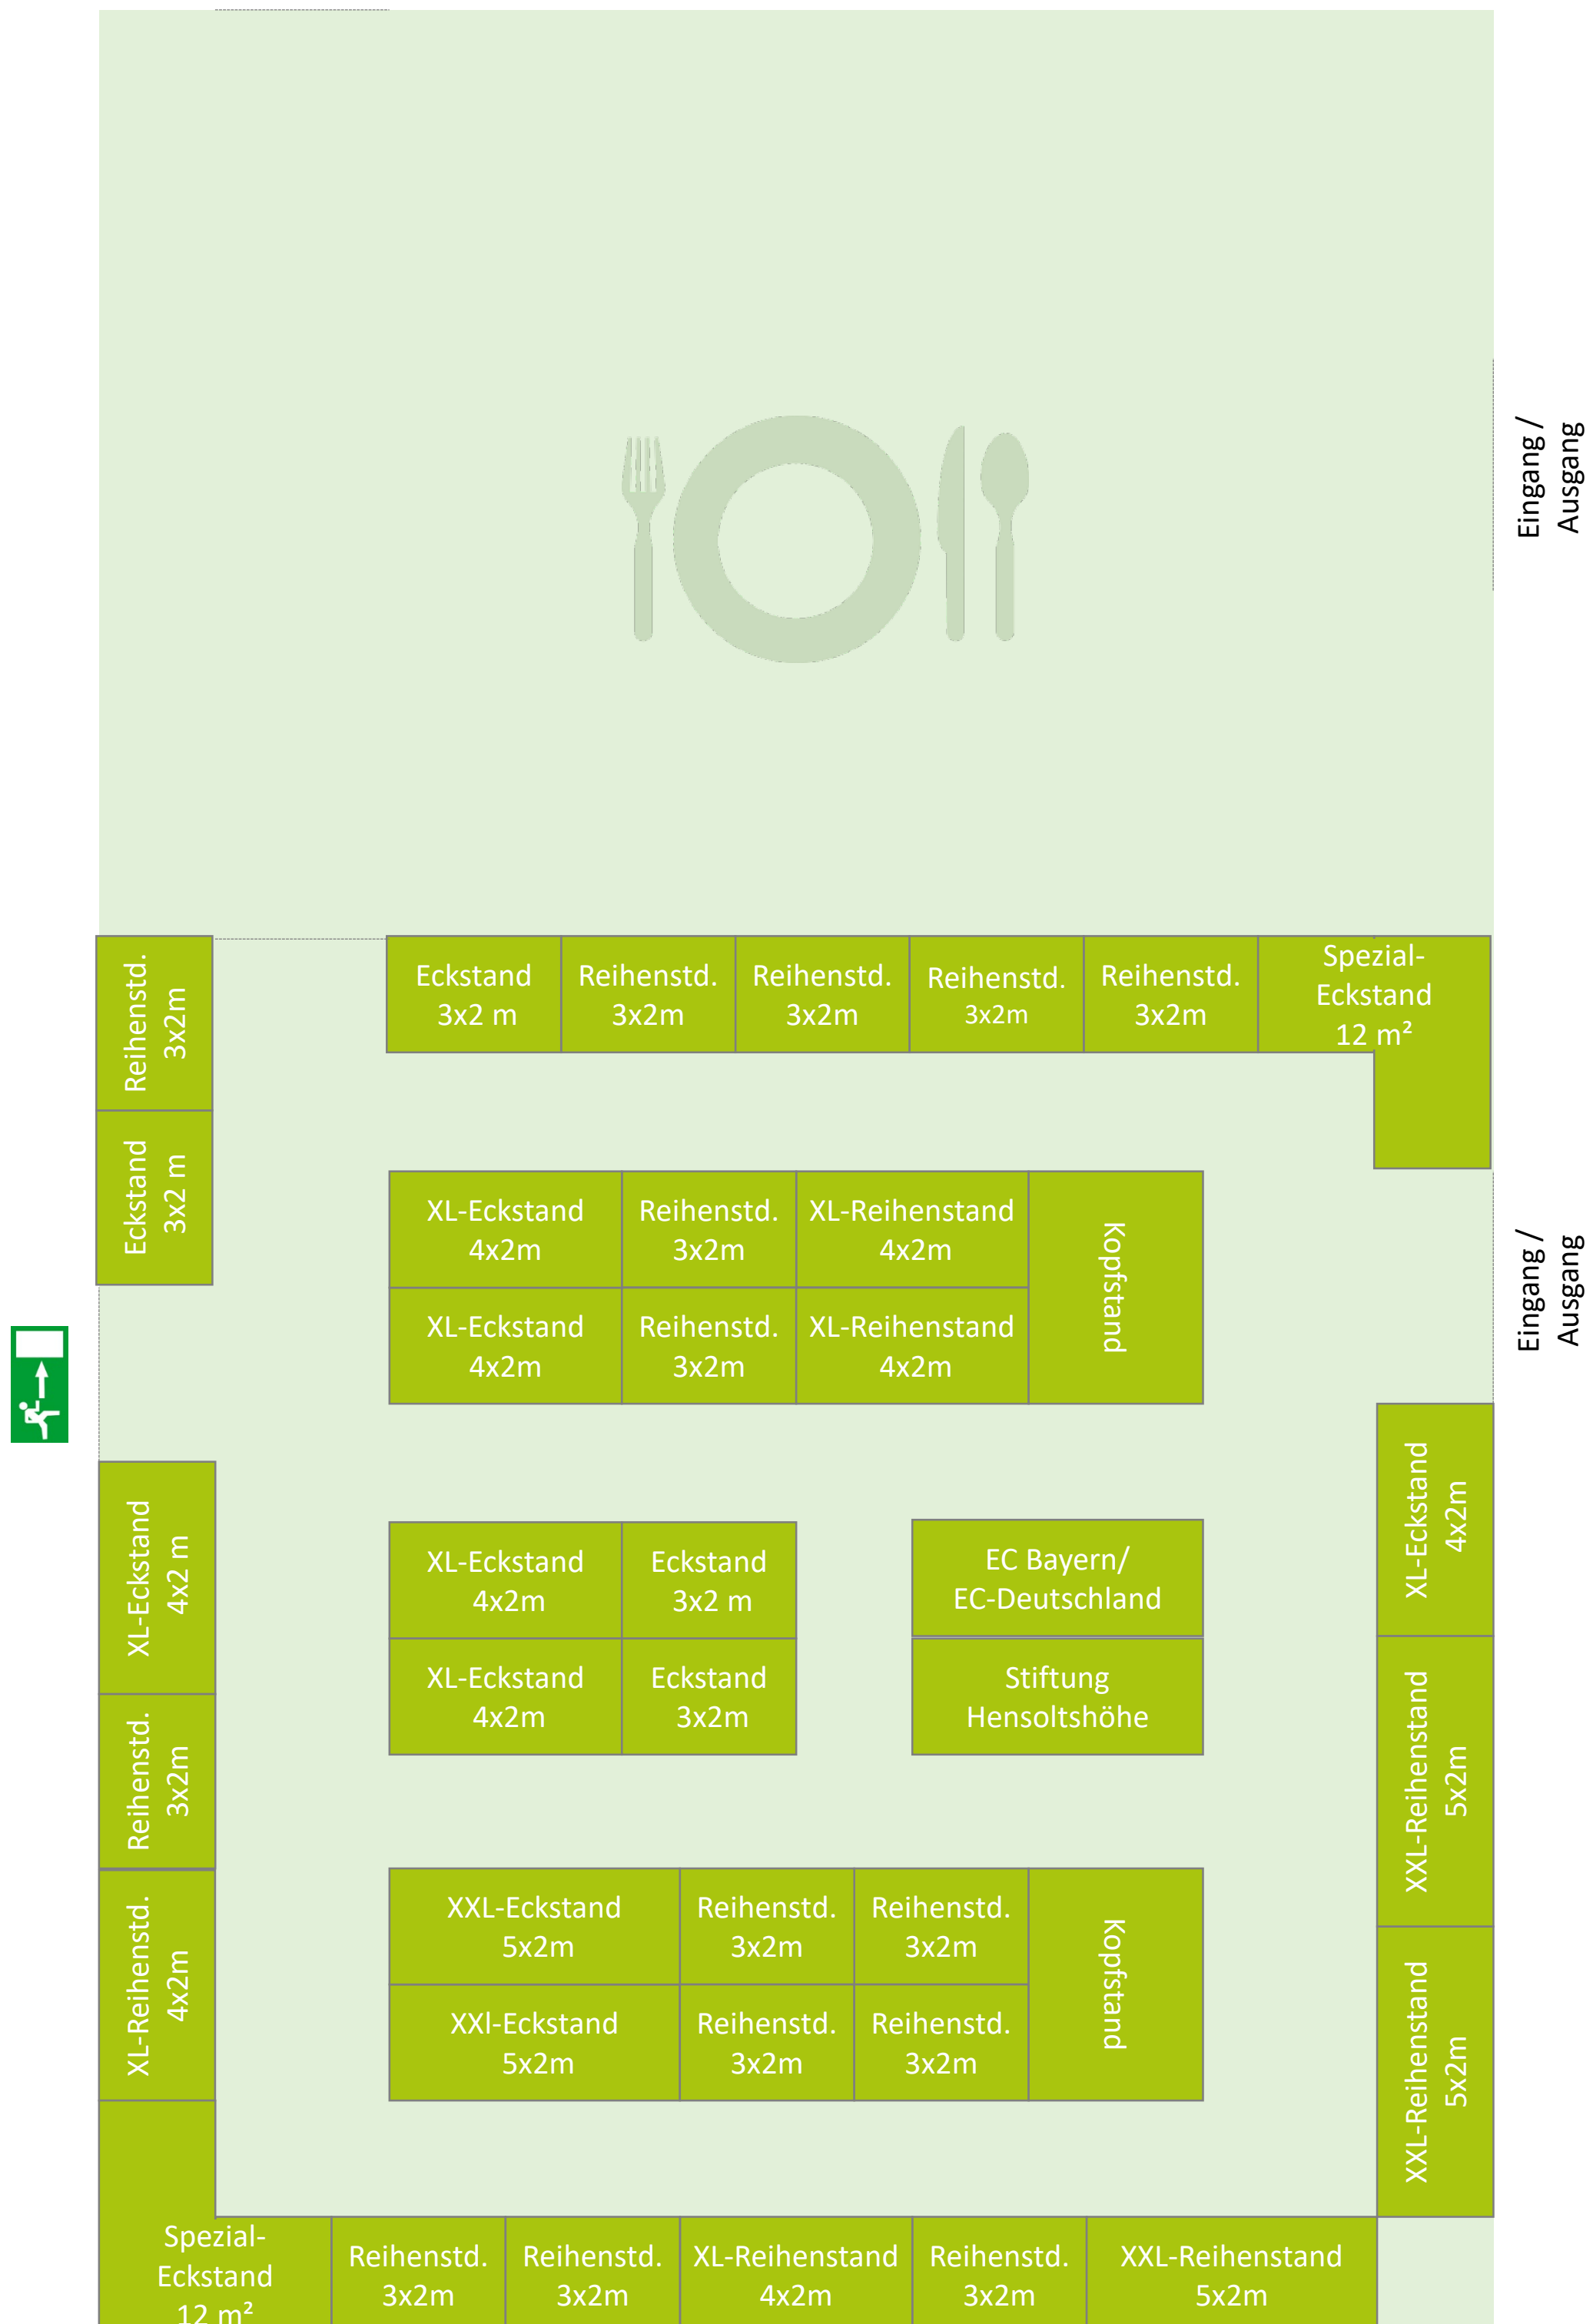 Eingang /
Ausgang
Reihenstd.
3x2m
Eckstand
3x2 m
Reihenstd.
3x2m
Reihenstd.
3x2m
Reihenstd.
3x2m
Reihenstd.
3x2m
Spezial-
Eckstand
12 m²
Eckstand
3x2 m
XL-Eckstand
4x2m
Reihenstd.
3x2m
XL-Reihenstand
4x2m
Kopfstand
XL-Eckstand
4x2m
Reihenstd.
3x2m
XL-Reihenstand
4x2m
Eingang /
Ausgang
XL-Eckstand
4x2 m
XL-Eckstand
4x2m
Eckstand
3x2 m
EC Bayern/
EC-Deutschland
XL-Eckstand
4x2m
XL-Eckstand
4x2m
Eckstand
3x2m
Stiftung
Hensoltshöhe
Reihenstd.
3x2m
XXL-Reihenstand
5x2m
XL-Reihenstd.
4x2m
XXL-Eckstand
5x2m
Reihenstd.
3x2m
Reihenstd.
3x2m
Kopfstand
XXl-Eckstand
5x2m
Reihenstd.
3x2m
Reihenstd.
3x2m
XXL-Reihenstand
5x2m
Spezial-
Eckstand
12 m²
Reihenstd.
3x2m
Reihenstd.
3x2m
XL-Reihenstand
4x2m
Reihenstd.
3x2m
XXL-Reihenstand
5x2m